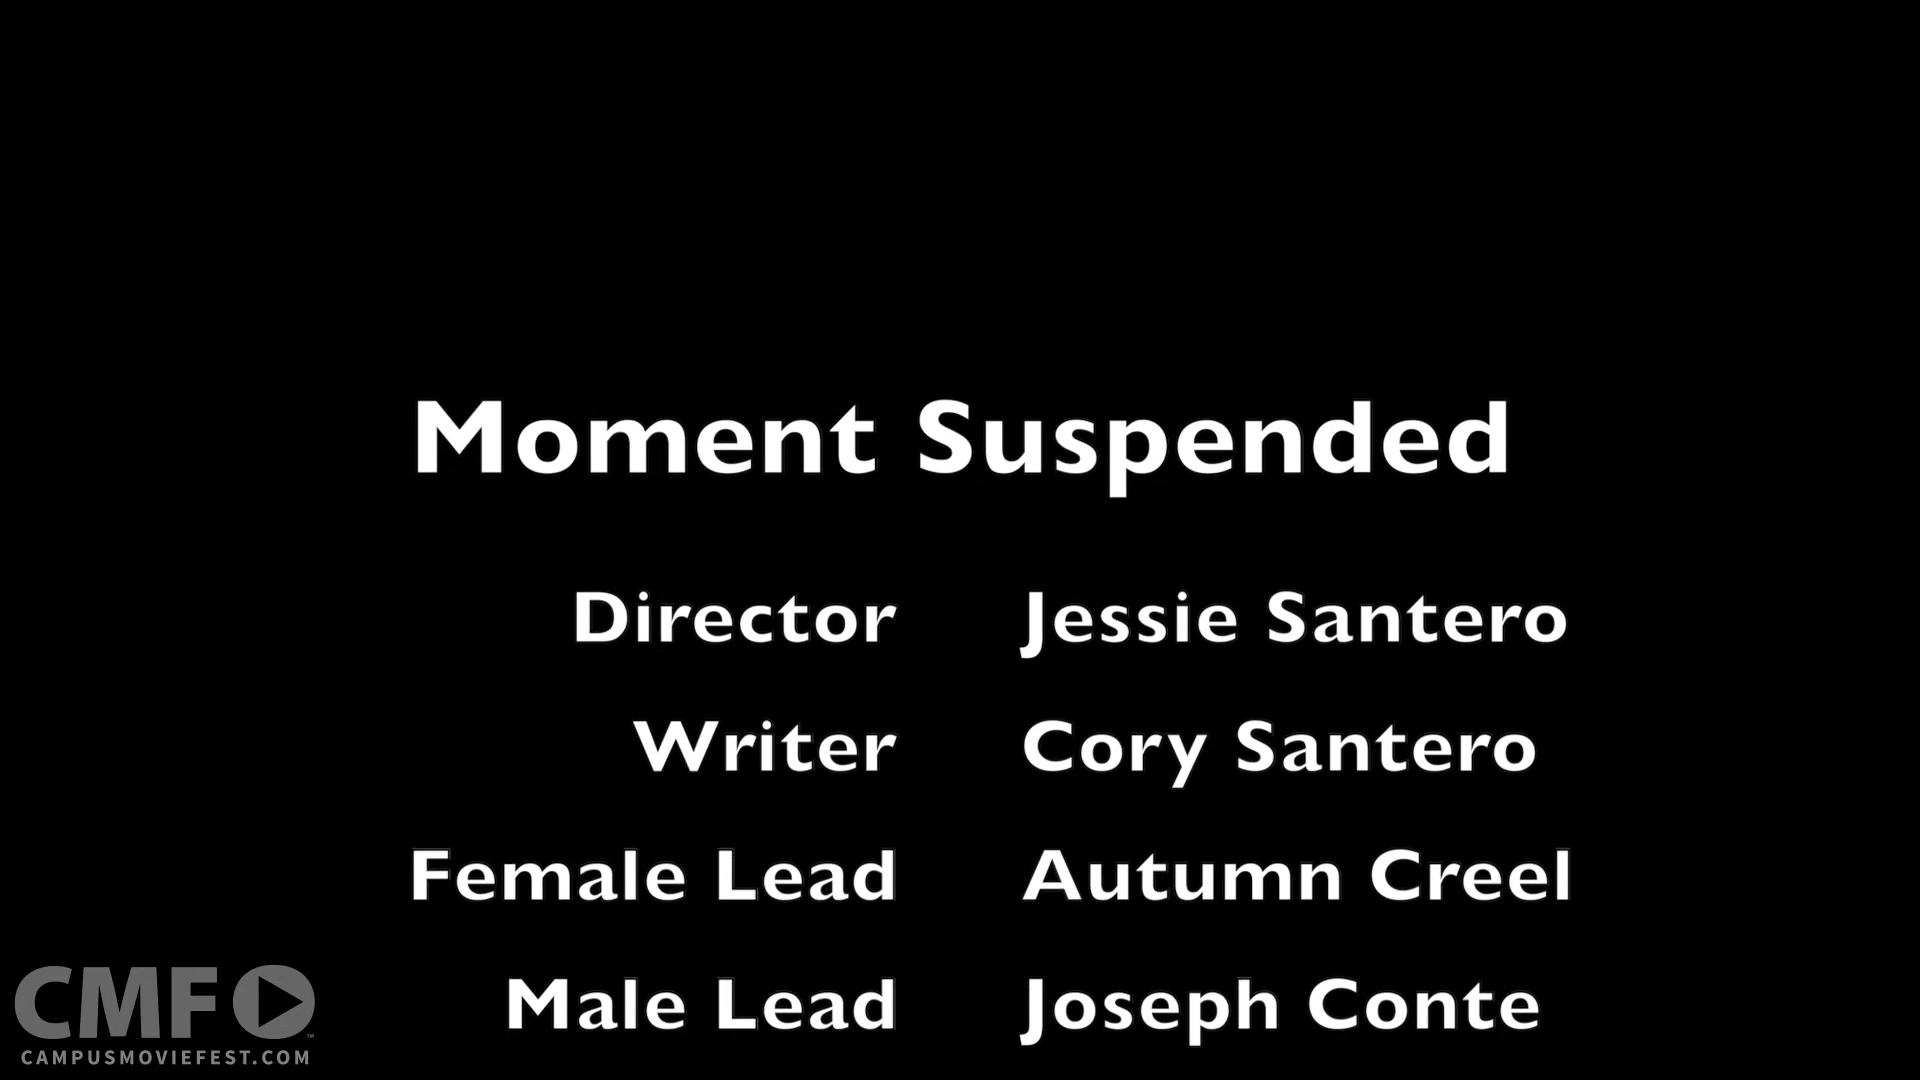 Moment Suspended
Director Jessie Santero
Writer Cory Santero
Female Lead Autumn Creel
Male Lead Joseph Conte
CMF
CAMPUSMOVIEFEST.COM